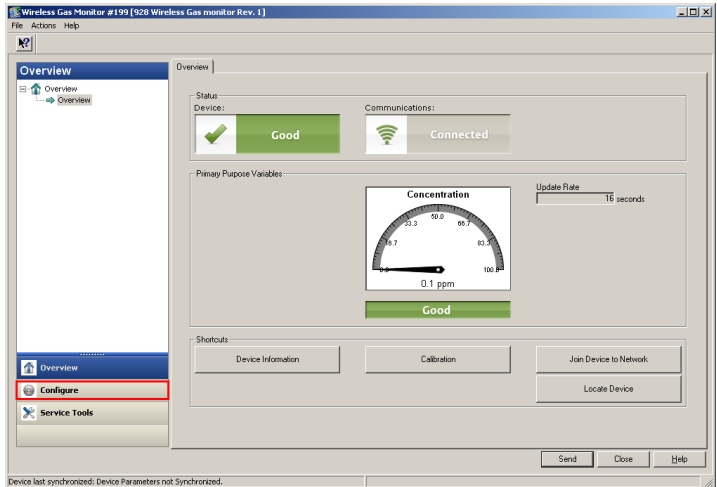 Wireless Gas Monitor #199 [928 Wireless Gas monitor Rev. 1]
File Actions Help
Overview
Overview
Overview
Overview
Status
Device:
Good
Communications:
Connected
Primary Purpose Variables
Concentration
0.0
16.7
33.3
50.0
66.7
83.3
100.0
0.1 ppm
Good
Update Rate
16 seconds
Shortcuts
Device Information
Calibration
Join Device to Network
Locate Device
Overview
Configure
Service Tools
Send
Close
Help
Device last synchronized: Device Parameters not Synchronized.